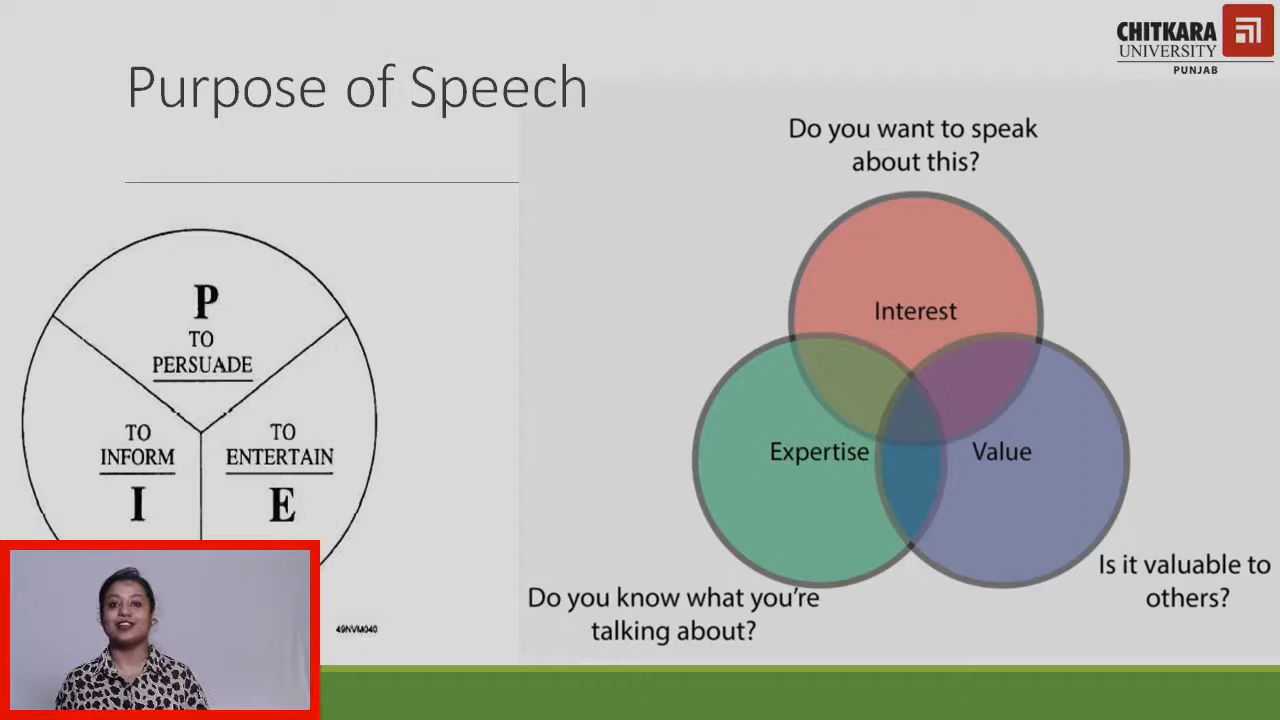 CHITKARA
UNIVERSITY
PUNJAB
Purpose of Speech
P
TO
PERSUADE
TO
INFORM
I
TO
ENTERTAIN
E
49NVM040
Do you want to speak
about this?
Interest
Expertise
Value
Do you know what you're
talking about?
Is it valuable to
others?